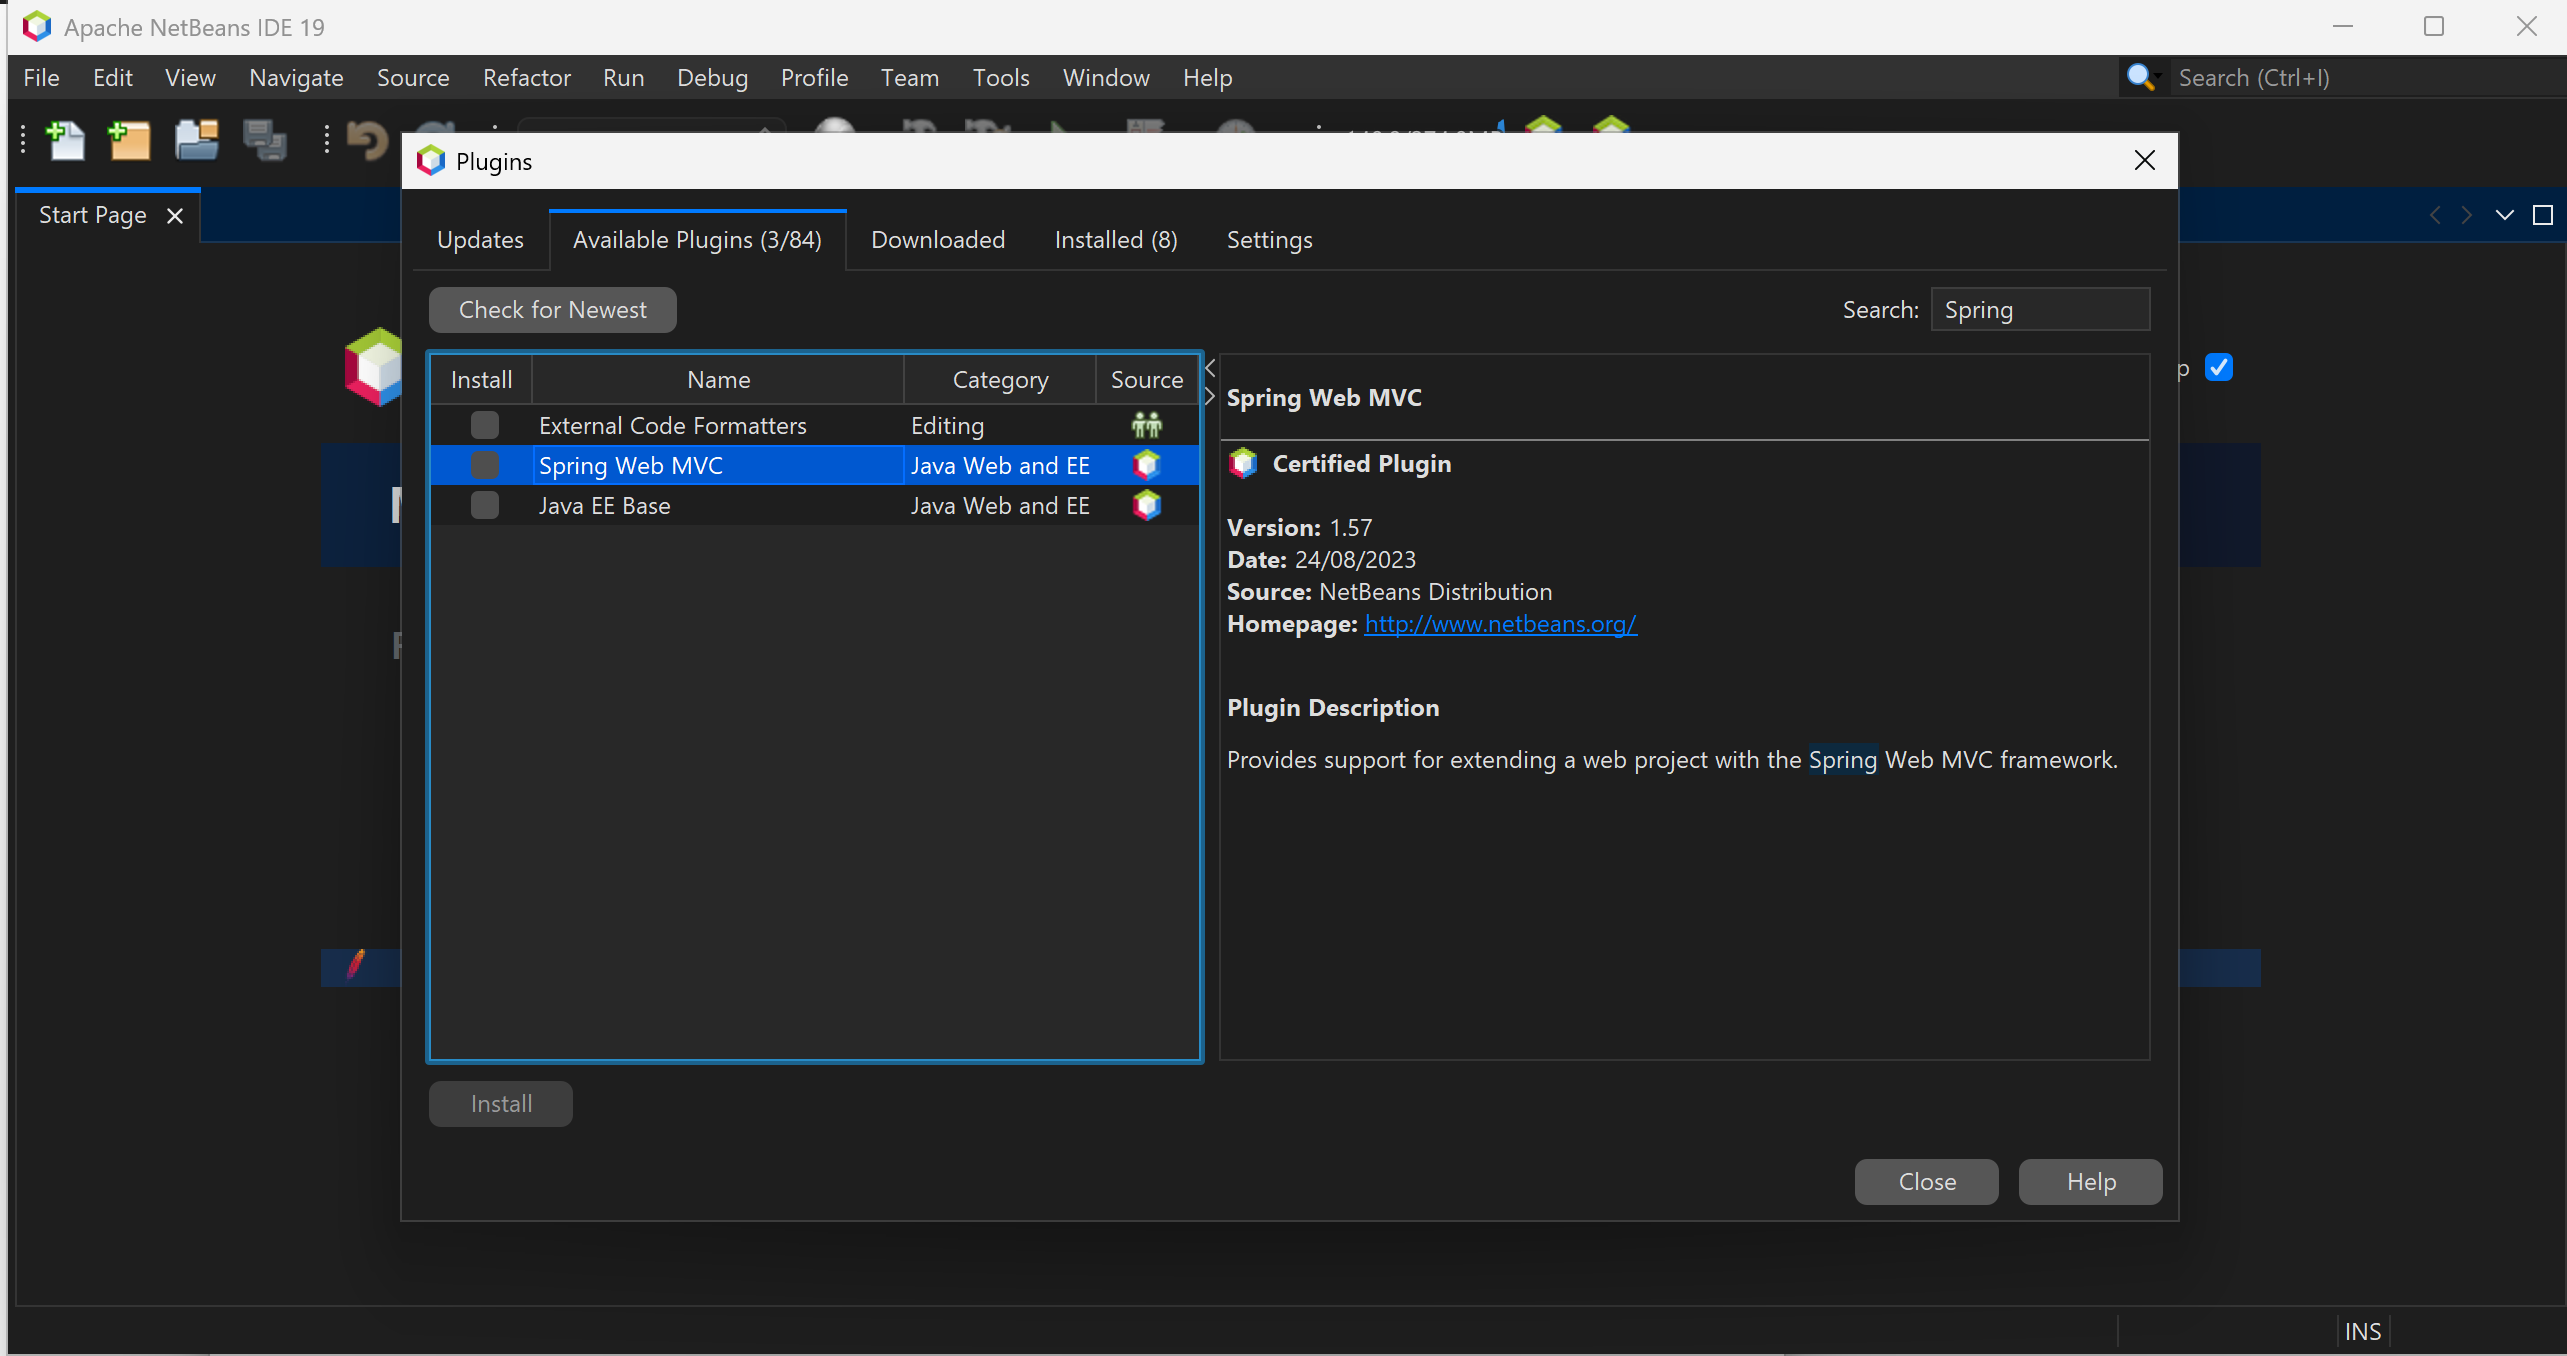 Apache NetBeans IDE 19
File Edit View Navigate Source Refactor Run Debug Profile Team Tools Window Help
Search (Ctrl+I)
Plugins
Start Page
Updates Available Plugins (3/84) Downloaded Installed (8) Settings
Check for Newest
Search: Spring
Install Name Category Source
External Code Formatters Editing
Spring Web MVC Java Web and EE
Java EE Base Java Web and EE
Spring Web MVC
Certified Plugin
Version: 1.57
Date: 24/08/2023
Source: NetBeans Distribution
Homepage: http://www.netbeans.org/
Plugin Description
Provides support for extending a web project with the Spring Web MVC framework.
Install
Close Help
INS